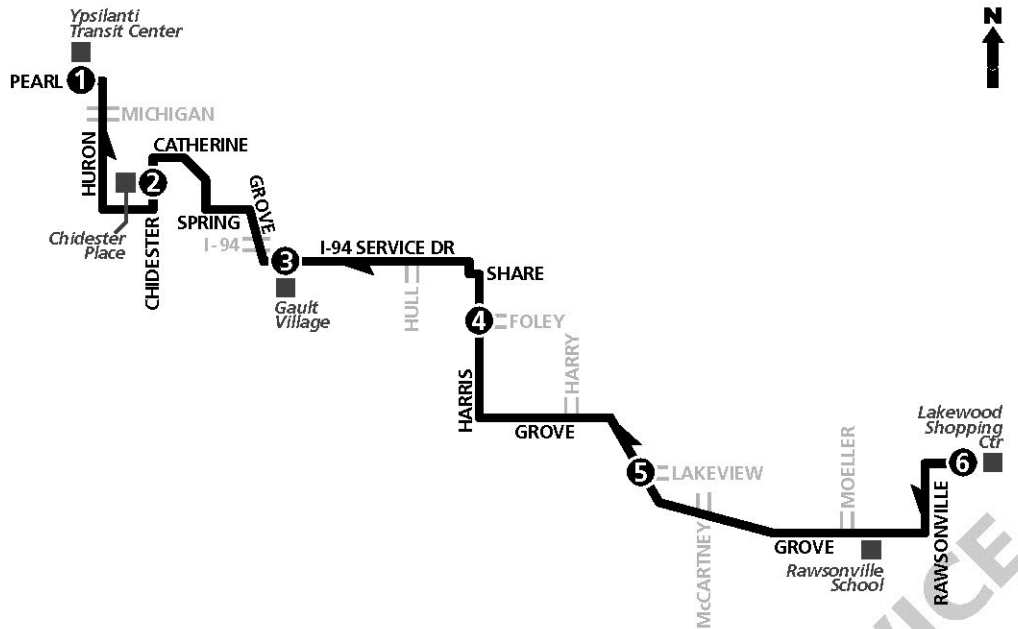 Ypsilanti
Transit Center
N
PEARL 1
MICHIGAN
HURON
CATHERINE
2
GROVE
SPRING
Chidester
Place
CHIDESTER
I-94
3
I-94 SERVICE DR
Gault
Village
HULL
SHARE
4
FOLEY
HARRIS
HARRY
GROVE
5
LAKEVIEW
McCARTNEY
MOELLER
Lakewood
Shopping
Ctr
6
GROVE
Rawsonville
School
RAWSONVILLE
VICE